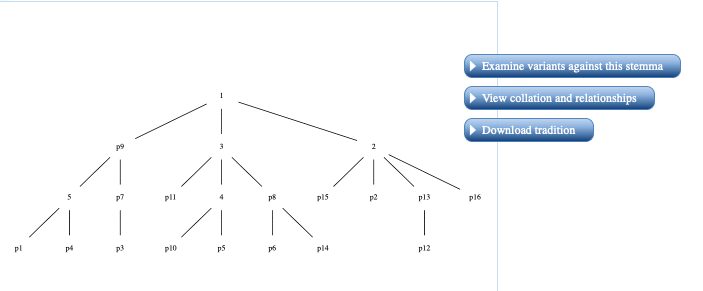 Examine variants against this stemma
1
View collation and relationships
Download tradition
p9 3 2
5 p7 p11 4 p8 p15 p2 p13 p16
p1 p4 p3 p10 p5 p6 p14 p12